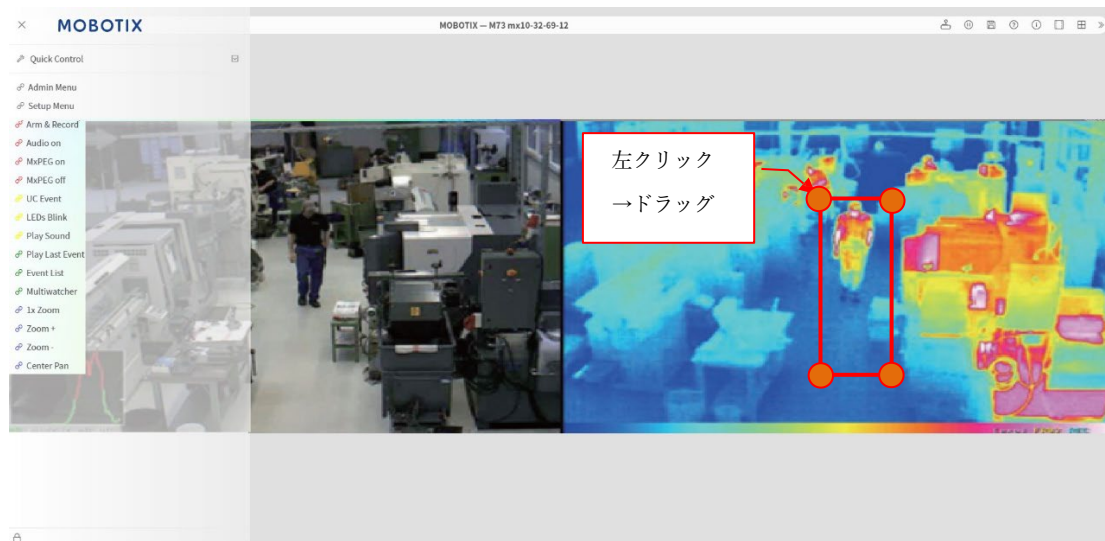 MOBOTIX
MOBOTIX — M73 mx10-32-69-12
Quick Control
Admin Menu
Setup Menu
Arm & Record
Audio on
MxPEG on
MxPEG off
UC Event
LEDs Blink
Play Sound
Play Last Event
Event List
Multiwatcher
1x Zoom
Zoom +
Zoom -
Center Pan
左クリック
→ドラッグ